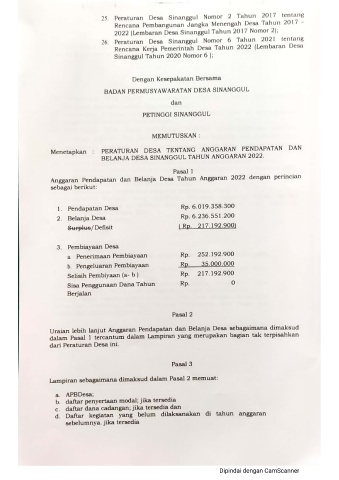 25. Peraturan Desa Sinanggul Nomor 2 Tahun 2017 tentang
Rencana Pembangunan Jangka Menengah Desa Tahun 2017 -
2022 (Lembaran Desa Sinanggul Tahun 2017 Nomor 2);
26. Peraturan Desa Sinanggul Nomor 6 Tahun 2021 tentang
Rencana Kerja Pemerintah Desa Tahun 2022 (Lembaran Desa
Sinanggul Tahun 2020 Nomor 6 );
Dengan Kesepakatan Bersama
BADAN PERMUSYAWARATAN DESA SINANGGUL
dan
PETINGGI SINANGGUL
MEMUTUSKAN :
Menetapkan : PERATURAN DESA TENTANG ANGGARAN PENDAPATAN DAN
BELANJA DESA SINANGGUL TAHUN ANGGARAN 2022.
Pasal 1
Anggaran Pendapatan dan Belanja Desa Tahun Anggaran 2022 dengan perincian
sebagai berikut:
1. Pendapatan Desa Rp. 6.019.358.300
2. Belanja Desa Rp. 6.236.551.200
Surplus/Defisit ( Rp. 217.192.900)
3. Pembiayaan Desa
a. Penerimaan Pembiayaan Rp. 252.192.900
b. Pengeluaran Pembiayaan Rp. 35.000.000
Selisih Pembiyaan (a- b ) Rp. 217.192.900
Sisa Penggunaan Dana Tahun Rp. 0
Berjalan
Pasal 2
Uraian lebih lanjut Anggaran Pendapatan dan Belanja Desa sebagaimana dimaksud
dalam Pasal 1 tercantum dalam Lampiran yang merupakan bagian tak terpisahkan
dari Peraturan Desa ini.
Pasal 3
Lampiran sebagaimana dimaksud dalam Pasal 2 memuat:
a. APBDesa;
b. daftar penyertaan modal; jika tersedia
c. daftar dana cadangan; jika tersedia dan
d. Daftar kegiatan yang belum dilaksanakan di tahun anggaran
sebelumnya. jika tersedia
Dipindai dengan CamScanner